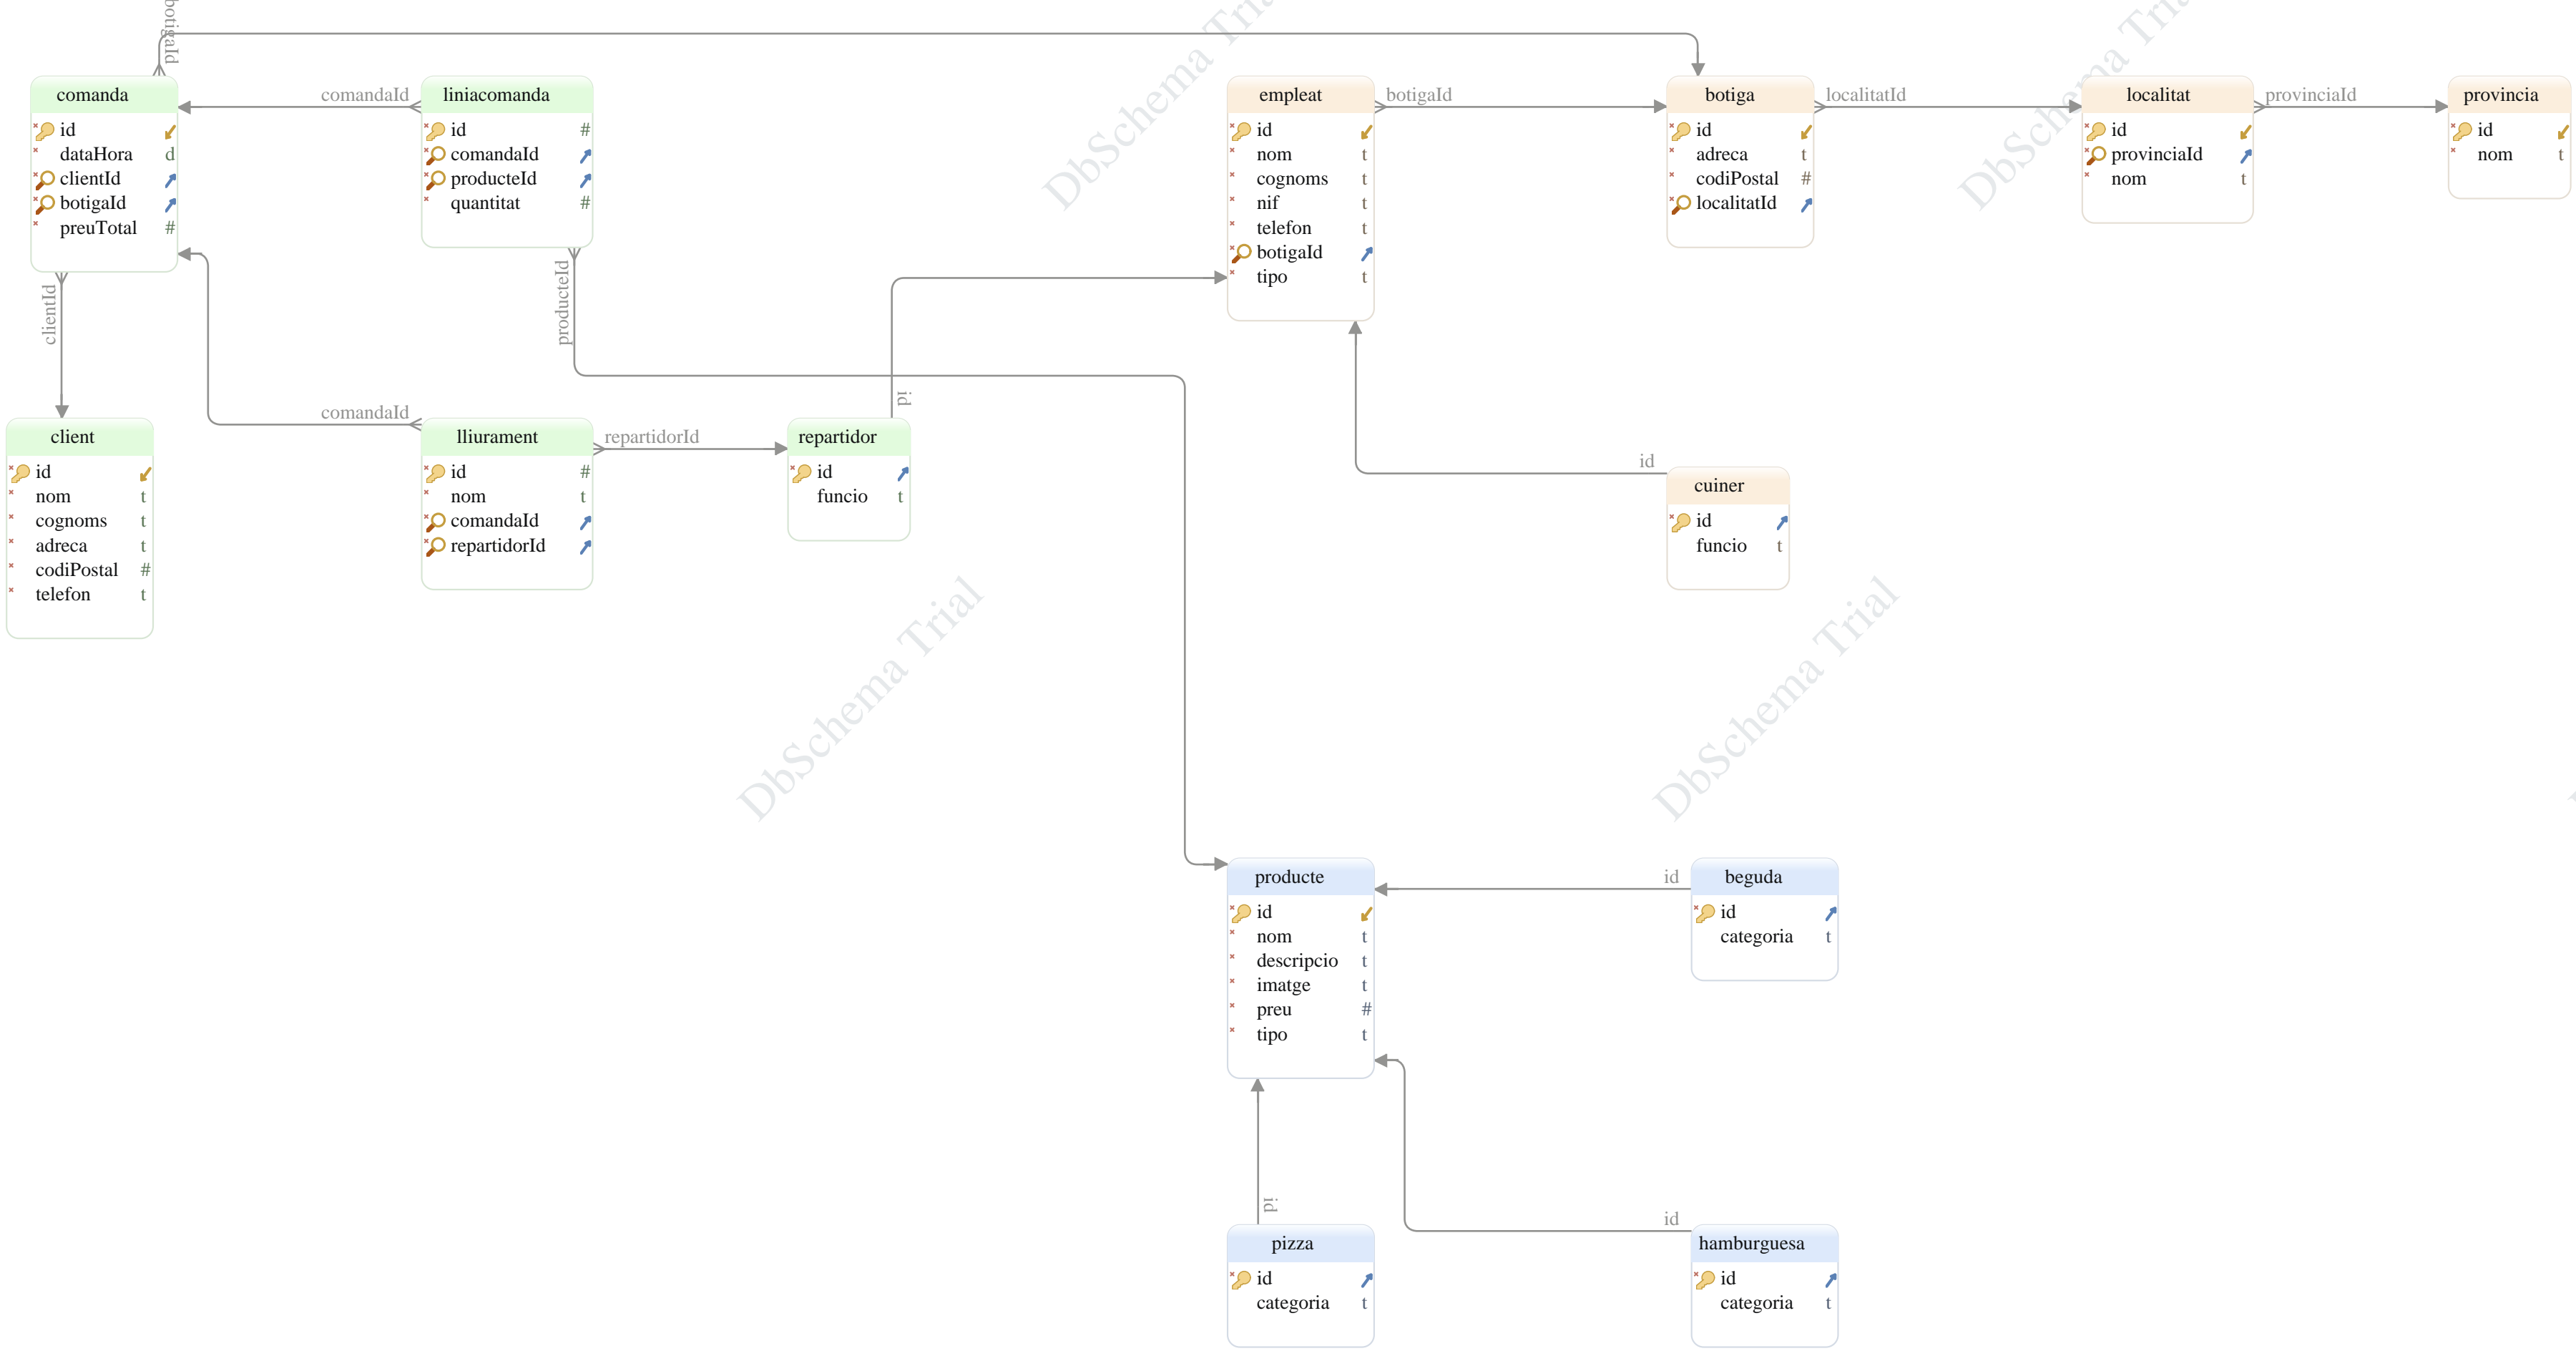 botigaId
comanda
id
dataHora d
clientId
botigaId
preuTotal #
comandaId
liniacomanda
id #
comandaId
producteId
quantitat #
empleat
id
nom t
cognoms t
nif t
telefon t
botigaId
tipo t
botigaId
botiga
id
adreca t
codiPostal #
localitatId
localitatId
localitat
id
provinciaId
nom t
provinciaId
provincia
id
nom t
clientId
producteId
client
id
nom t
cognoms t
adreca t
codiPostal #
telefon t
comandaId
lliurament
id #
nom t
comandaId
repartidorId
repartidorId
id
repartidor
id
funcio t
id
cuiner
id
funcio t
producte
id
nom t
descripcio t
imatge t
preu #
tipo t
id
beguda
id
categoria t
id
pizza
id
categoria t
id
hamburguesa
id
categoria t
DbSchema Trial
DbSchema Trial
DbSchema Trial
DbSchema Trial